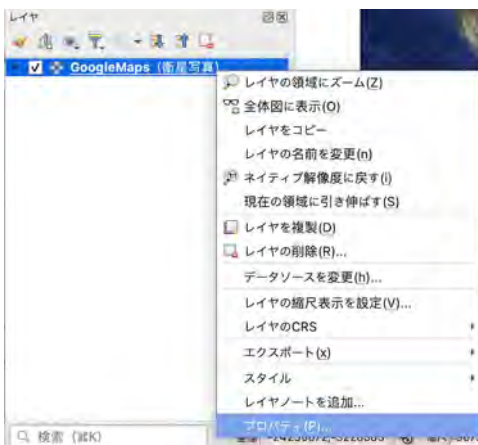 レイヤ
GoogleMaps (衛星写真)
レイヤの領域にズーム(Z)
全体図に表示(O)
レイヤをコピー
レイヤの名前を変更(n)
ネイティブ解像度に戻す(i)
現在の領域に引き伸ばす(S)
レイヤを複製(D)
レイヤの削除(R)...
データソースを変更(h)...
レイヤの縮尺表示を設定(V)...
レイヤのCRS
エクスポート(x)
スタイル
レイヤノートを追加...
プロパティ(P)...
検索 (⌘K)